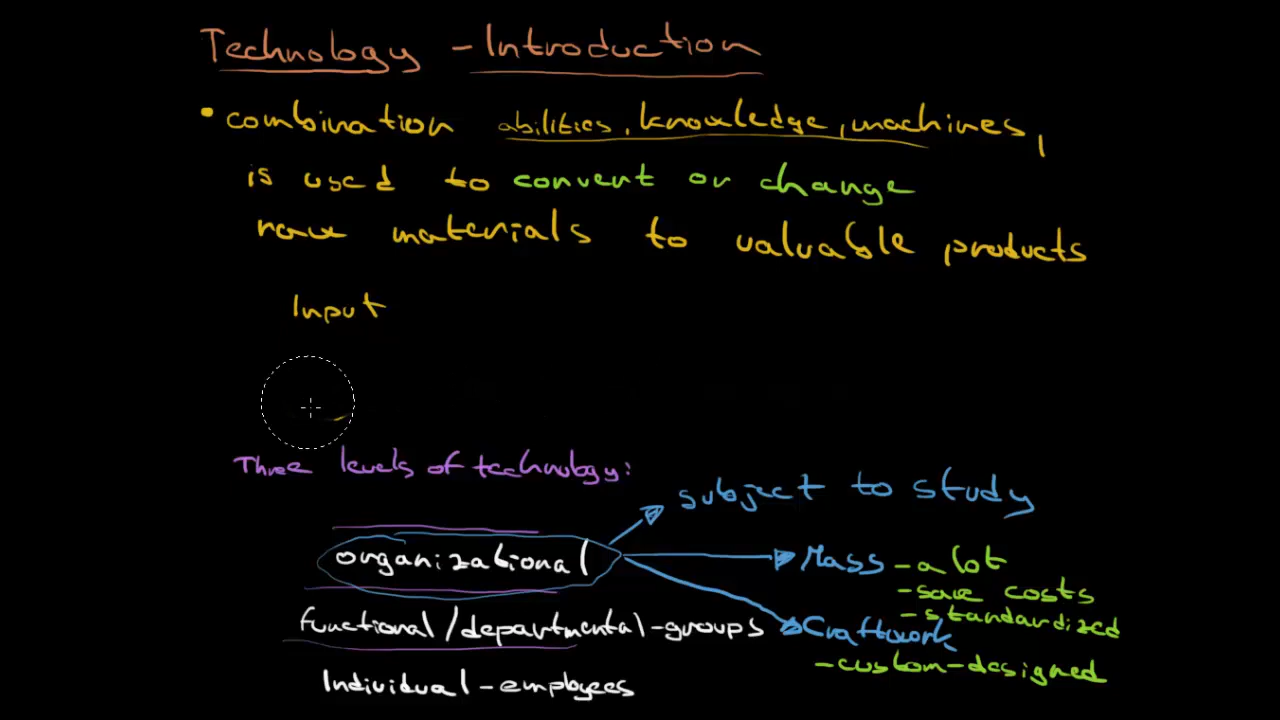 Technology - Introduction
• combination abilities, knowledge, machines,
is used to convert or change
raw materials to valuable products
Input
Three levels of technology:
subject to study
organizational
Mass - a lot
- save costs
- standardized
functional/departmental - groups
Craftwork
- custom-designed
Individual - employees